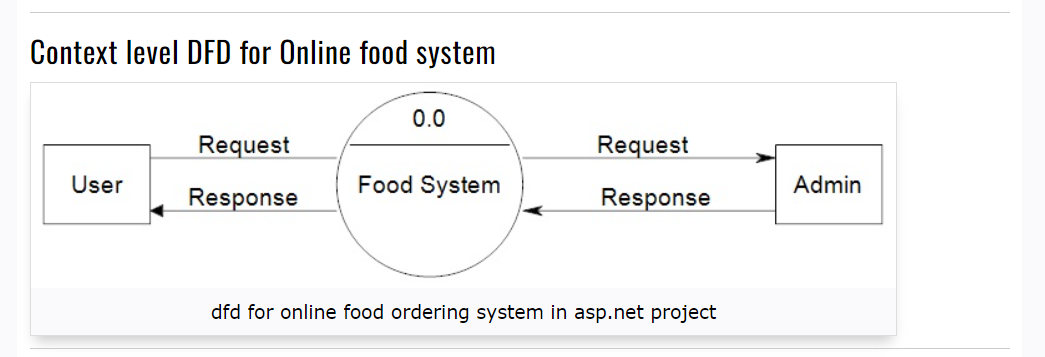 Context level DFD for Online food system
0.0
Request
Request
User
Food System
Admin
Response
Response
dfd for online food ordering system in asp.net project